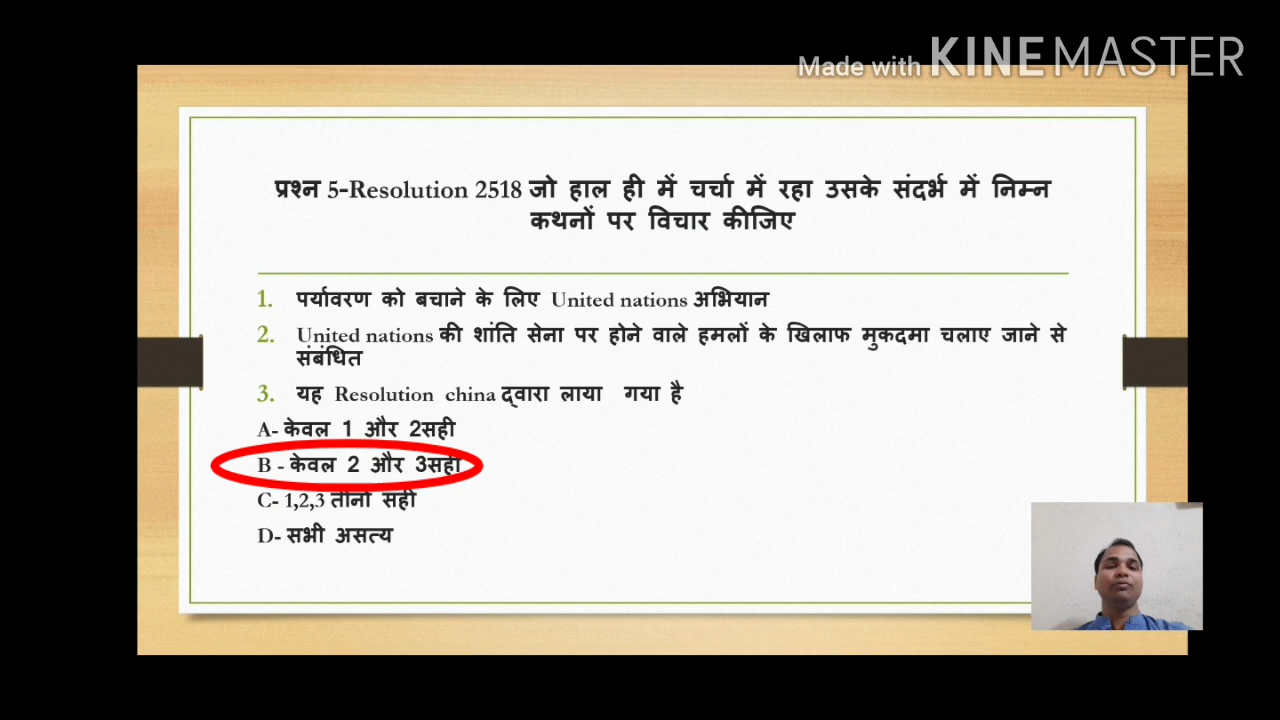 Made with KINEMASTER
प्रश्न 5-Resolution 2518 जो हाल ही में चर्चा में रहा उसके संदर्भ में निम्न
कथनों पर विचार कीजिए
1. पर्यावरण को बचाने के लिए United nations अभियान
2. United nations की शांति सेना पर होने वाले हमलों के खिलाफ मुकदमा चलाए जाने से
संबंधित
3. यह Resolution china द्वारा लाया गया है
A- केवल 1 और 2सही
B - केवल 2 और 3सही
C- 1,2,3 तीनों सही
D- सभी असत्य